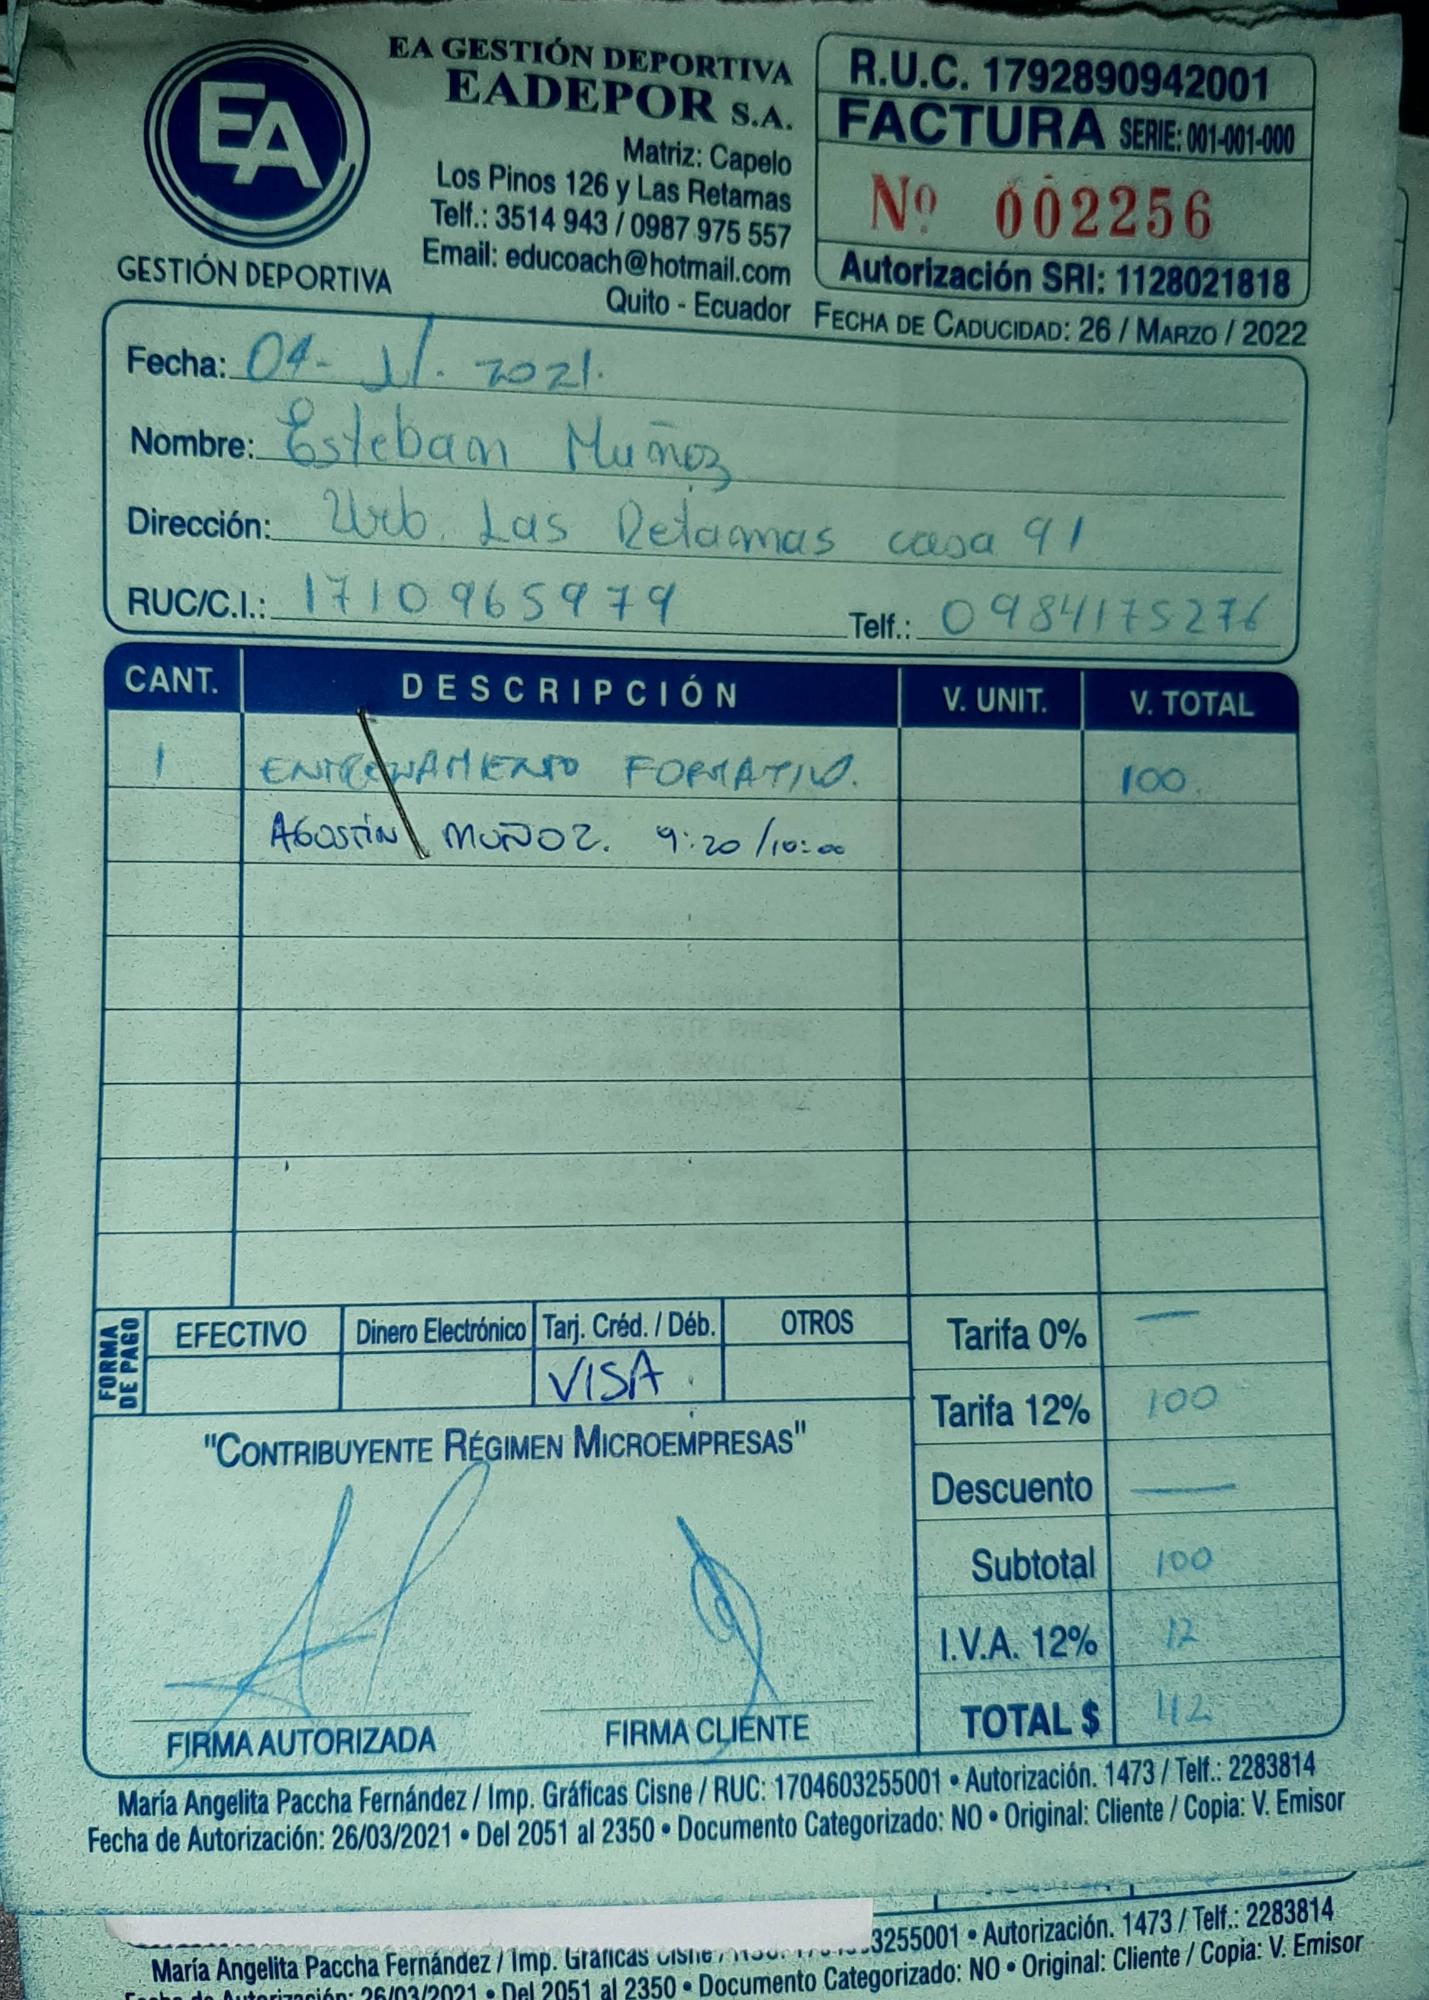 EA
GESTIÓN DEPORTIVA
EA GESTIÓN DEPORTIVA
EADEPOR S.A.
Matriz: Capelo
Los Pinos 126 y Las Retamas
Telf.: 3514 943 / 0987 975 557
Email: educoach@hotmail.com
Quito - Ecuador
R.U.C. 1792890942001
FACTURA SERIE: 001-001-000
Nº 002256
Autorización SRI: 1128021818
FECHA DE CADUCIDAD: 26 / MARZO / 2022
Fecha: 04- 11. 2021.
Nombre: Esteban Muñoz
Dirección: Urb. Las Retamas casa 91
RUC/C.I.: 1710965979 Telf.: 0984175276
CANT. DESCRIPCIÓN V. UNIT. V. TOTAL
1 ENTRENAMIENTO FORMATIVO. 100
AGOSTÍN MUÑOZ. 9:20 /10:00
FORMA DE PAGO
EFECTIVO Dinero Electrónico Tarj. Créd. / Déb. OTROS
VISA
Tarifa 0% —
Tarifa 12% 100
Descuento —
Subtotal 100
I.V.A. 12% 12
TOTAL $ 112
"CONTRIBUYENTE RÉGIMEN MICROEMPRESAS"
FIRMA AUTORIZADA FIRMA CLIENTE
María Angelita Paccha Fernández / Imp. Gráficas Cisne / RUC: 1704603255001 • Autorización. 1473 / Telf.: 2283814
Fecha de Autorización: 26/03/2021 • Del 2051 al 2350 • Documento Categorizado: NO • Original: Cliente / Copia: V. Emisor
María Angelita Paccha Fernández / Imp. Gráficas Cisne / 3255001 • Autorización. 1473 / Telf.: 2283814
26/03/2021 • Del 2051 al 2350 • Documento Categorizado: NO • Original: Cliente / Copia: V. Emisor